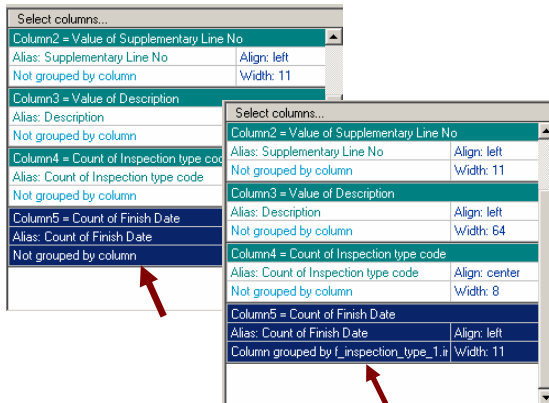 Select columns...
Column2 = Value of Supplementary Line No
Alias: Supplementary Line No Align: left
Not grouped by column Width: 11
Column3 = Value of Description
Alias: Description
Not grouped by column
Column4 = Count of Inspection type
Alias: Count of Inspection type code
Not grouped by column
Column5 = Count of Finish Date
Alias: Count of Finish Date
Not grouped by column
Select columns...
Column2 = Value of Supplementary Line No
Alias: Supplementary Line No Align: left
Not grouped by column Width: 11
Column3 = Value of Description
Alias: Description Align: left
Not grouped by column Width: 64
Column4 = Count of Inspection type code
Alias: Count of Inspection type code Align: center
Not grouped by column Width: 8
Column5 = Count of Finish Date
Alias: Count of Finish Date Align: left
Column grouped by f_inspection_type_1.ir Width: 11